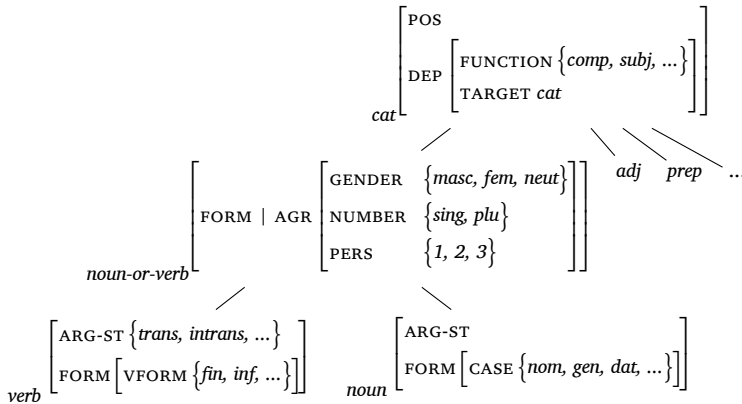 POS
DEP FUNCTION {comp, subj, ...}
TARGET cat
cat
adj prep ...
GENDER {masc, fem, neut}
FORM | AGR NUMBER {sing, plu}
PERS {1, 2, 3}
noun-or-verb
ARG-ST {trans, intrans, ...}
FORM [VFORM {fin, inf, ...}]
verb
ARG-ST
FORM [CASE {nom, gen, dat, ...}]
noun